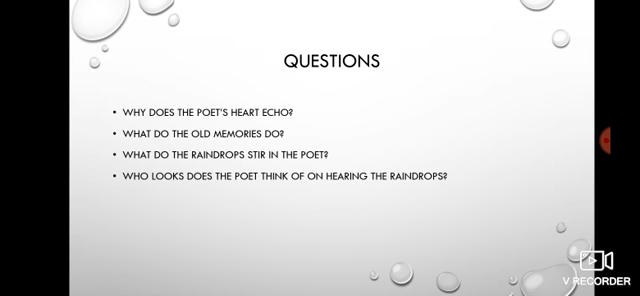 QUESTIONS
• WHY DOES THE POET'S HEART ECHO?
• WHAT DO THE OLD MEMORIES DO?
• WHAT DO THE RAINDROPS STIR IN THE POET?
• WHO LOOKS DOES THE POET THINK OF ON HEARING THE RAINDROPS?
V RECORDER